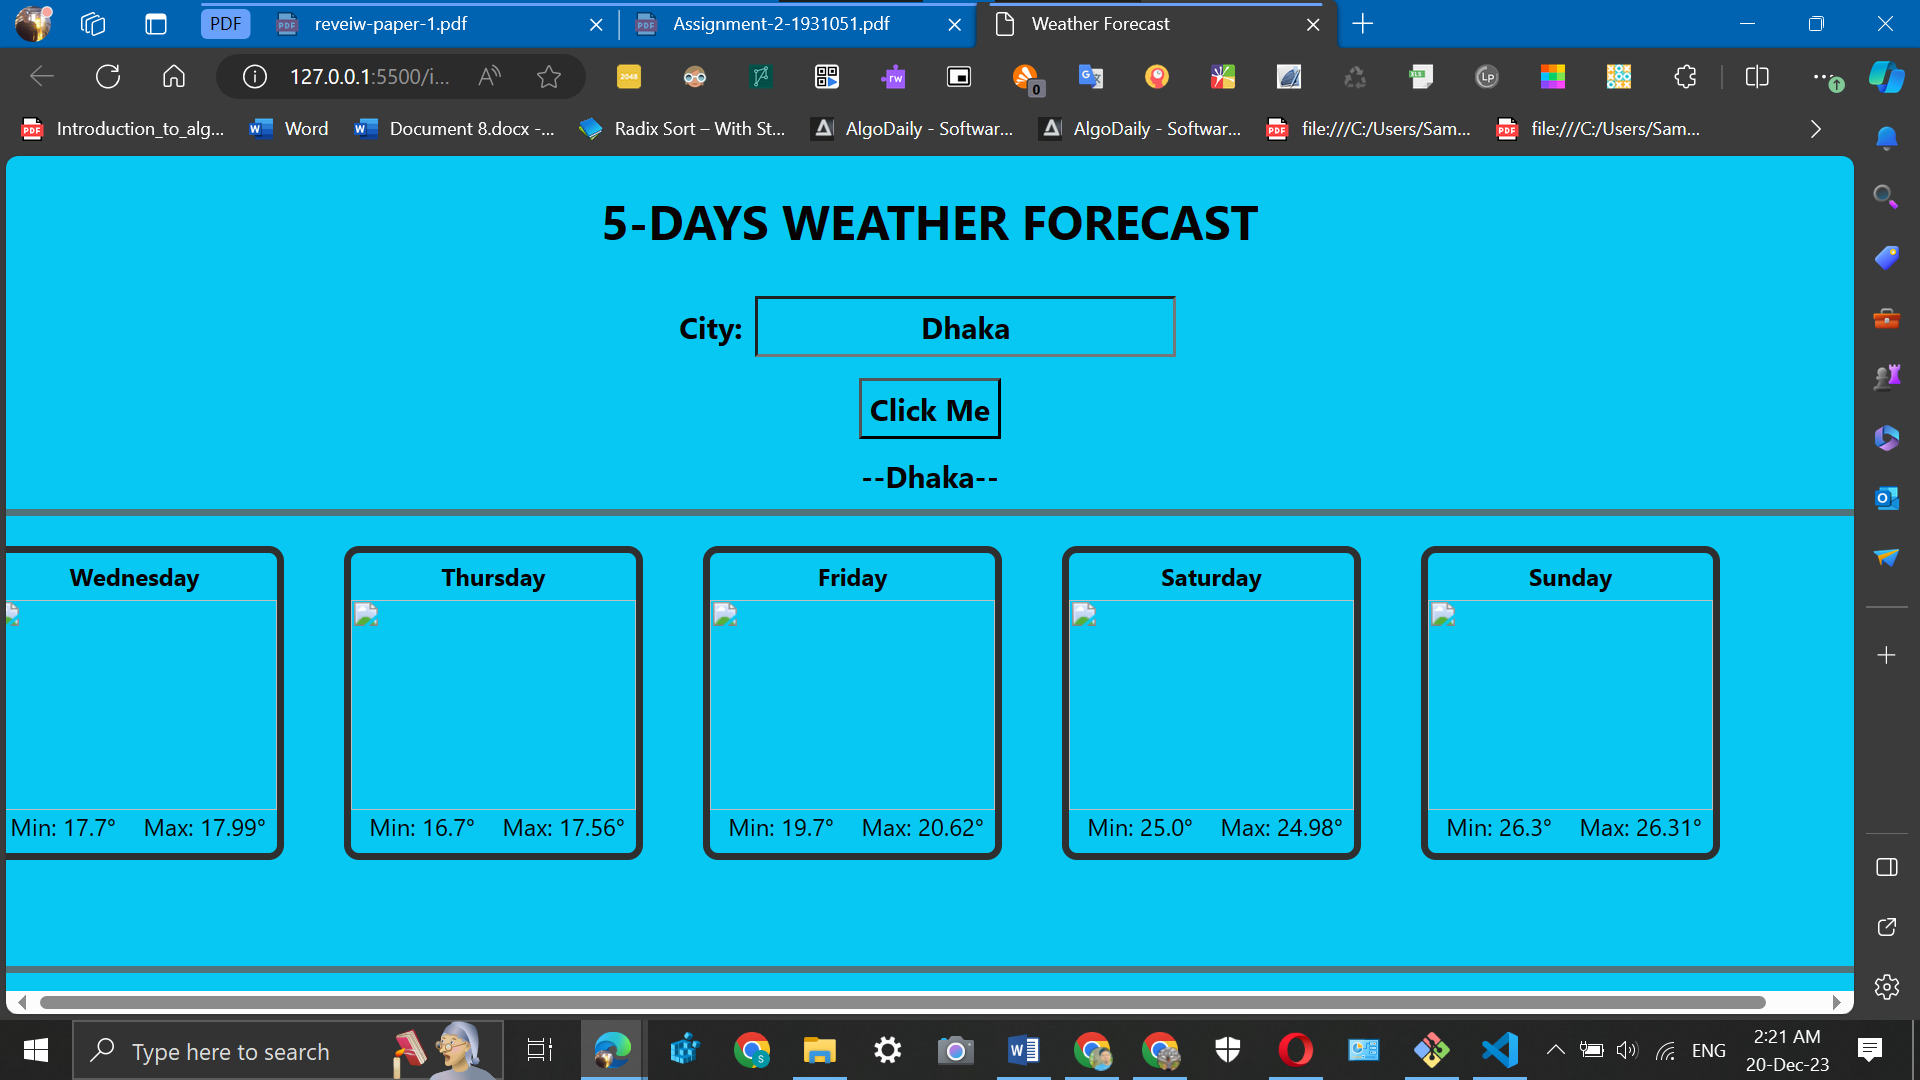 PDF reveiw-paper-1.pdf Assignment-2-1931051.pdf Weather Forecast
127.0.0.1:5500/i...
Introduction_to_alg... Word Document 8.docx -... Radix Sort – With St... AlgoDaily - Softwar... AlgoDaily - Softwar... file:///C:/Users/Sam... file:///C:/Users/Sam...
5-DAYS WEATHER FORECAST
City: Dhaka
Click Me
--Dhaka--
Wednesday Thursday Friday Saturday Sunday
Min: 17.7° Max: 17.99° Min: 16.7° Max: 17.56° Min: 19.7° Max: 20.62° Min: 25.0° Max: 24.98° Min: 26.3° Max: 26.31°
Type here to search
ENG
2:21 AM
20-Dec-23